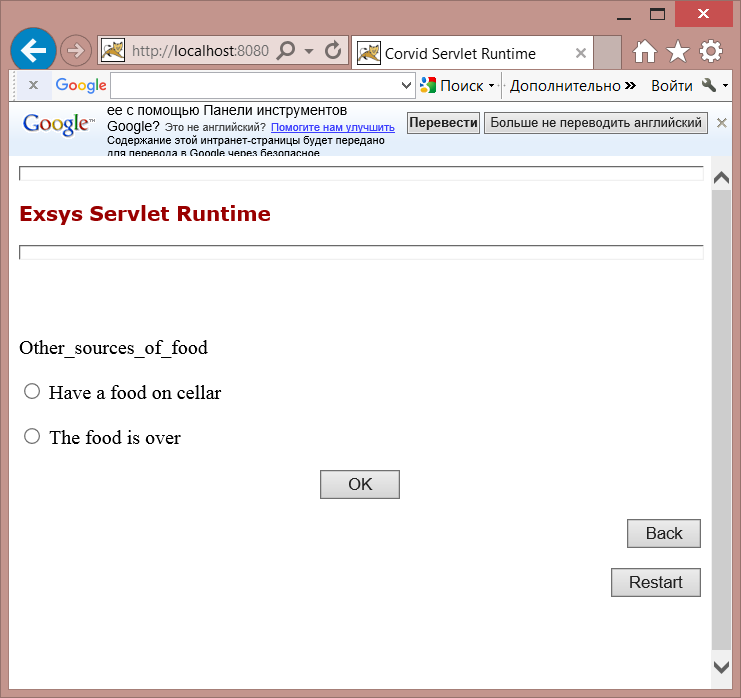 http://localhost:8080
Corvid Servlet Runtime
x Google Поиск Дополнительно Войти
Google™
ее с помощью Панели инструментов
Google? Это не английский? Помогите нам улучшить
Содержание этой интранет-страницы будет передано
для перевода в Google через безопасное
Перевести
Больше не переводить английский
Exsys Servlet Runtime
Other_sources_of_food
Have a food on cellar
The food is over
OK
Back
Restart